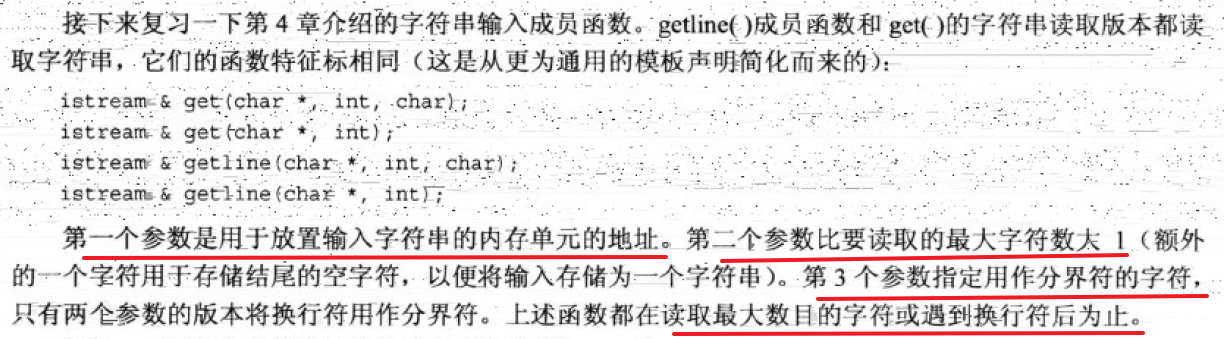 接下来复习一下第 4 章介绍的字符串输入成员函数。getline( )成员函数和 get( )的字符串读取版本都读
取字符串，它们的函数特征标相同（这是从更为通用的模板声明简化而来的）：
istream & get(char *, int, char);
istream & get(char *, int);
istream & getline(char *, int, char);
istream & getline(char *, int);
第一个参数是用于放置输入字符串的内存单元的地址。第二个参数比要读取的最大字符数大 1（额外
的一个字符用于存储结尾的空字符，以便将输入存储为一个字符串）。第 3 个参数指定用作分界符的字符，
只有两个参数的版本将换行符用作分界符。上述函数都在读取最大数目的字符或遇到换行符后为止。